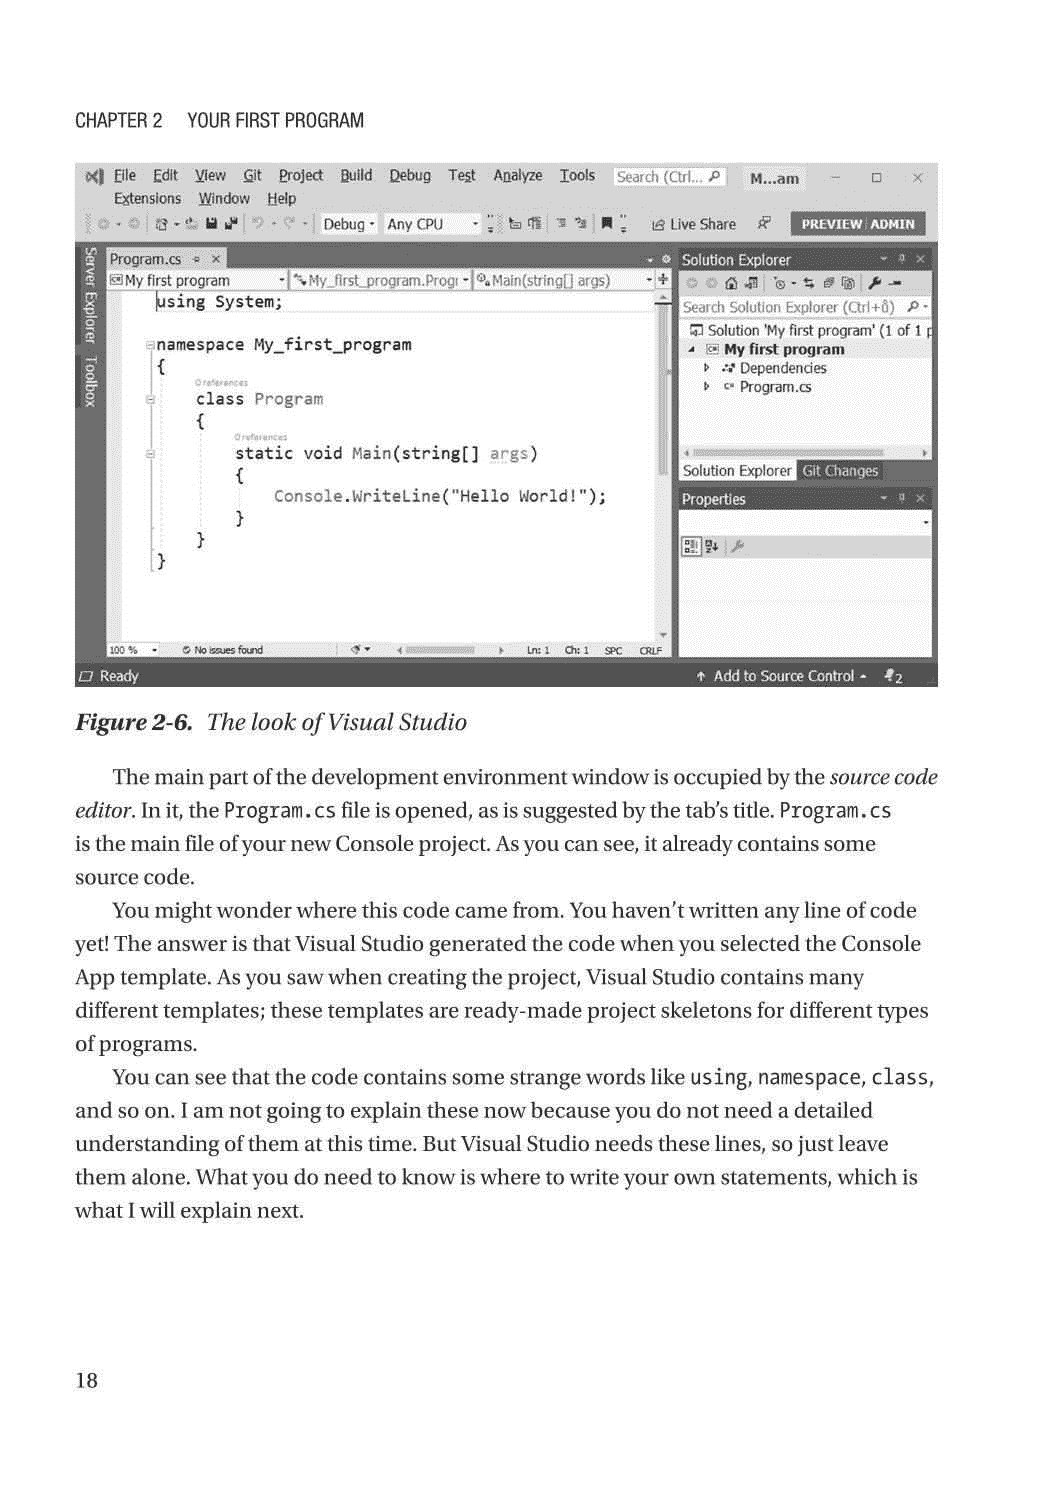 CHAPTER 2 YOUR FIRST PROGRAM
File Edit View Git Project Build Debug Test Analyze Tools Search (Ctrl... M...am
Extensions Window Help
Debug Any CPU Live Share PREVIEW ADMIN
Server Explorer
Toolbox
Program.cs
My first program My_first_program.Progr Main(string[] args)
using System;
namespace My_first_program
{
0 references
class Program
{
0 references
static void Main(string[] args)
{
Console.WriteLine("Hello World!");
}
}
}
100 % No issues found Ln: 1 Ch: 1 SPC CRLF
Solution Explorer
Search Solution Explorer (Ctrl+ů)
Solution 'My first program' (1 of 1 p
My first program
Dependencies
C# Program.cs
Solution Explorer Git Changes
Properties
Ready Add to Source Control 2
Figure 2-6. The look of Visual Studio
The main part of the development environment window is occupied by the source code
editor. In it, the Program.cs file is opened, as is suggested by the tab's title. Program.cs
is the main file of your new Console project. As you can see, it already contains some
source code.
You might wonder where this code came from. You haven't written any line of code
yet! The answer is that Visual Studio generated the code when you selected the Console
App template. As you saw when creating the project, Visual Studio contains many
different templates; these templates are ready-made project skeletons for different types
of programs.
You can see that the code contains some strange words like using, namespace, class,
and so on. I am not going to explain these now because you do not need a detailed
understanding of them at this time. But Visual Studio needs these lines, so just leave
them alone. What you do need to know is where to write your own statements, which is
what I will explain next.
18